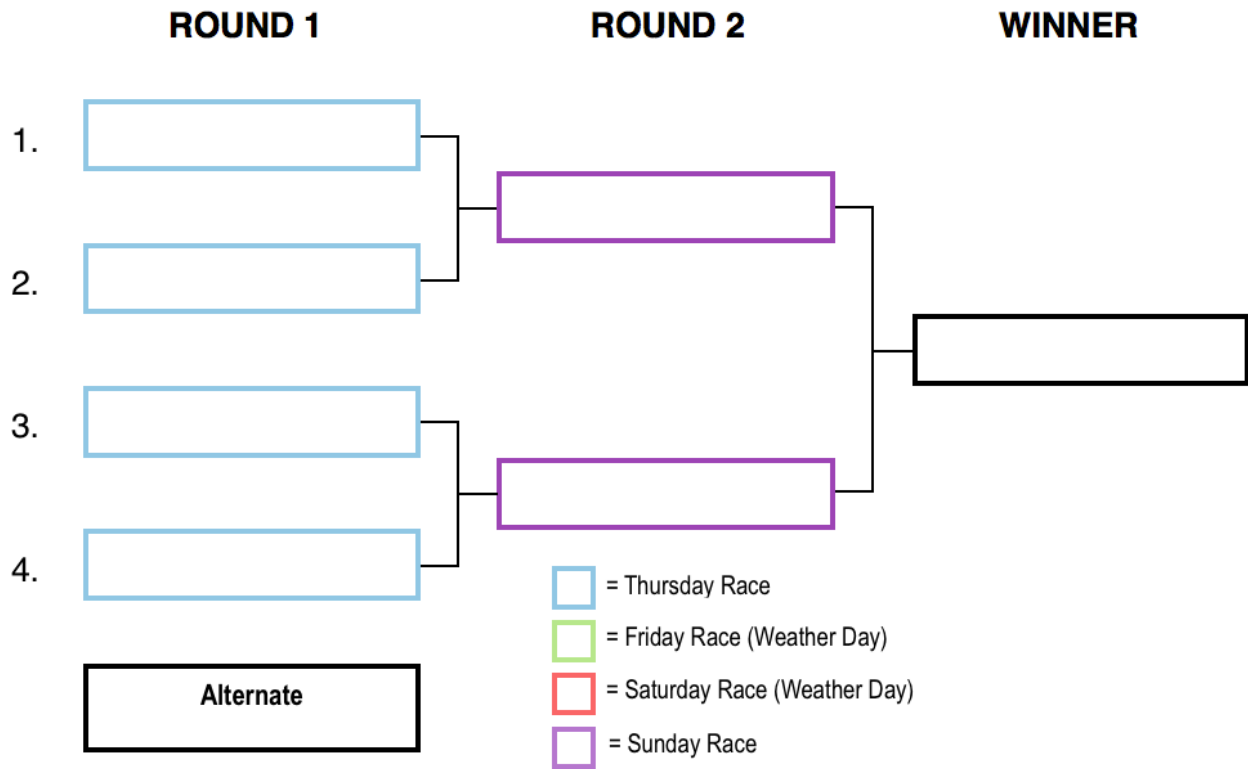 ROUND 1
ROUND 2
WINNER
1.
2.
3.
4.
Alternate
= Thursday Race
= Friday Race (Weather Day)
= Saturday Race (Weather Day)
= Sunday Race